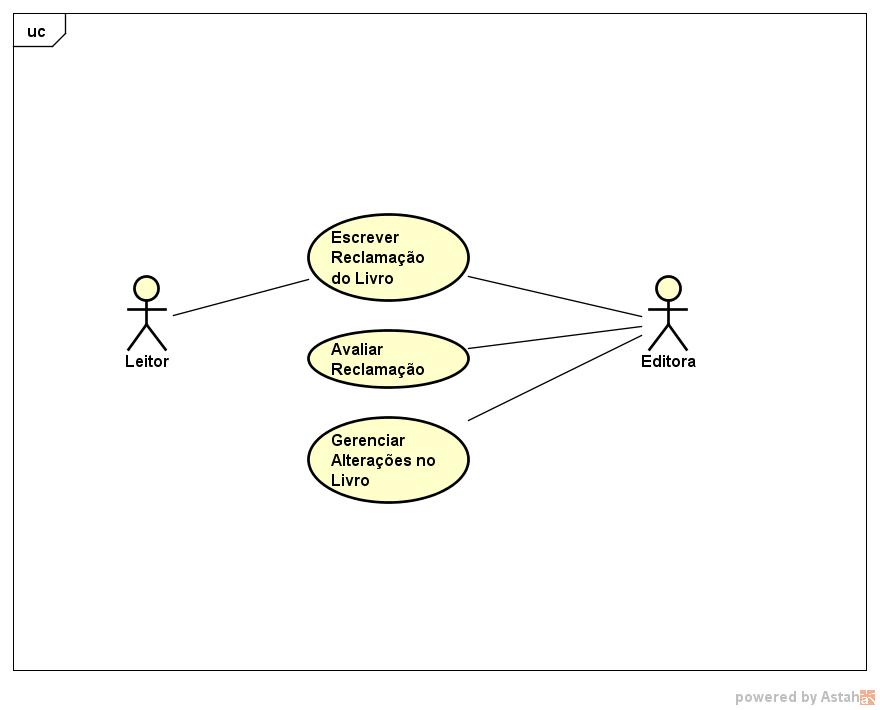 uc
Escrever
Reclamação
do Livro
Leitor
Editora
Avaliar
Reclamação
Gerenciar
Alterações no
Livro
powered by Astah